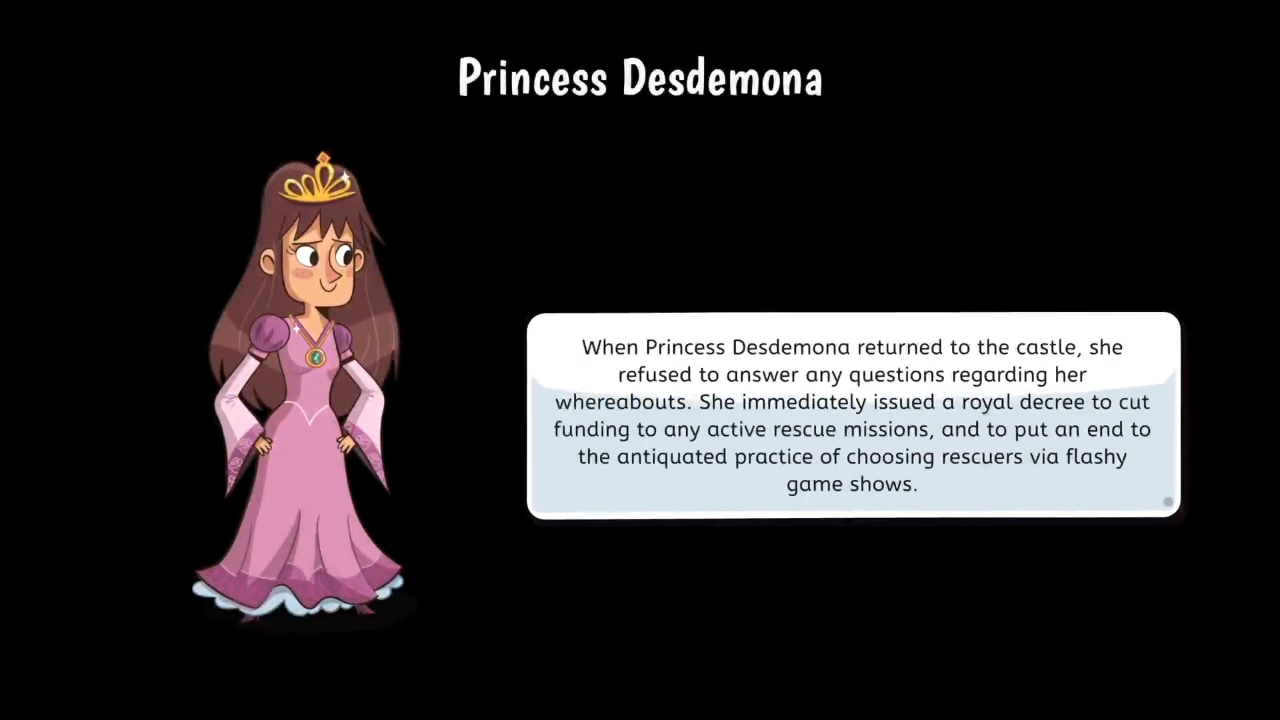 Princess Desdemona
When Princess Desdemona returned to the castle, she
refused to answer any questions regarding her
whereabouts. She immediately issued a royal decree to cut
funding to any active rescue missions, and to put an end to
the antiquated practice of choosing rescuers via flashy
game shows.